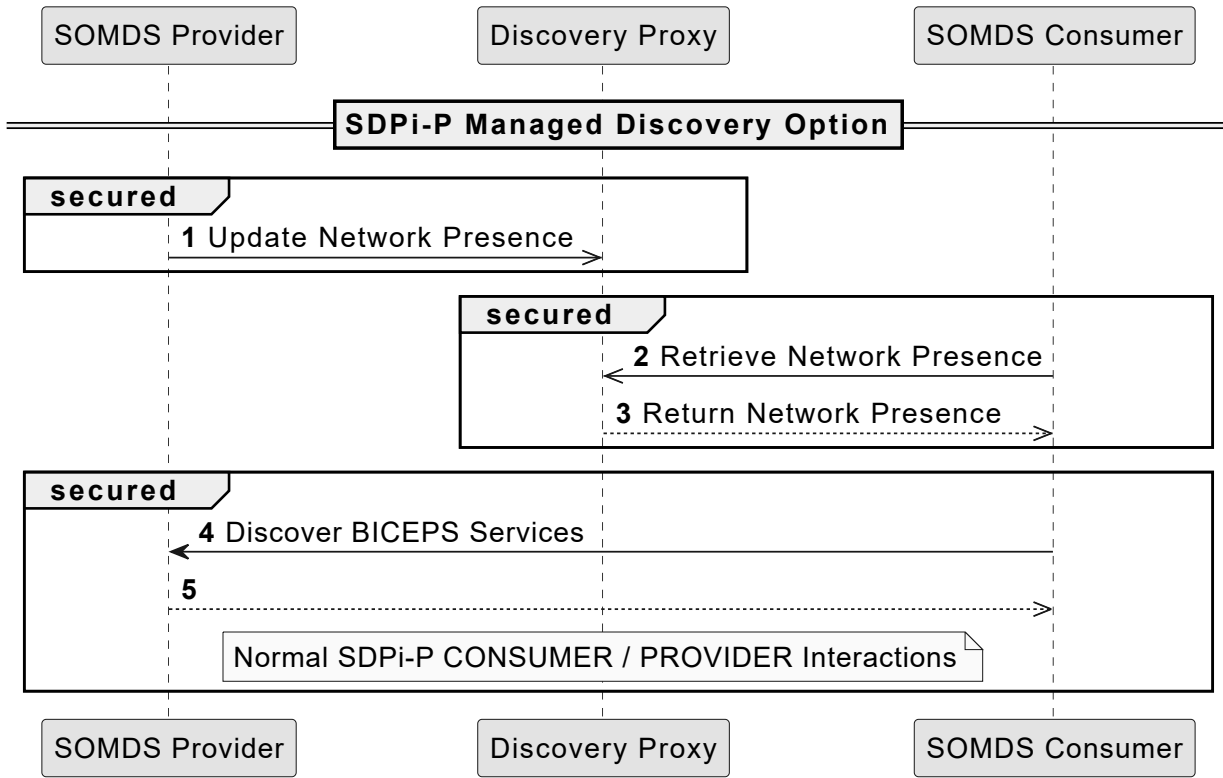 SOMDS Provider
Discovery Proxy
SOMDS Consumer
SDPi-P Managed Discovery Option
secured
1 Update Network Presence
secured
2 Retrieve Network Presence
3 Return Network Presence
secured
4 Discover BICEPS Services
5
Normal SDPi-P CONSUMER / PROVIDER Interactions
SOMDS Provider
Discovery Proxy
SOMDS Consumer